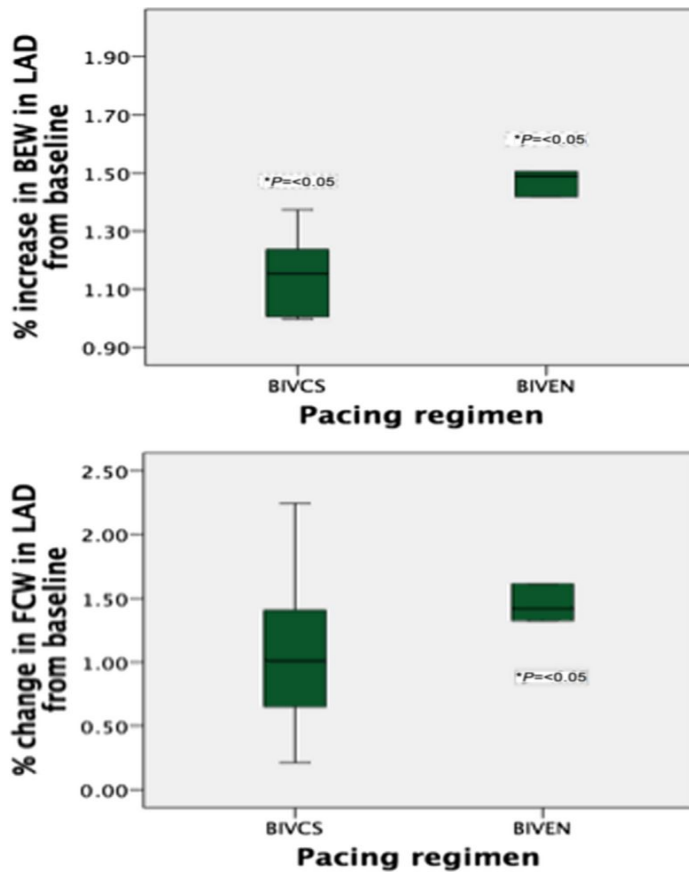 % increase in BEW in LAD
from baseline
1.90
1.70
*P=<0.05
1.50
*P=<0.05
1.30
1.10
0.90
BIVCS
BIVEN
Pacing regimen
% change in FCW in LAD
from baseline
2.50
2.00
1.50
1.00
*P=<0.05
0.50
0.00
BIVCS
BIVEN
Pacing regimen